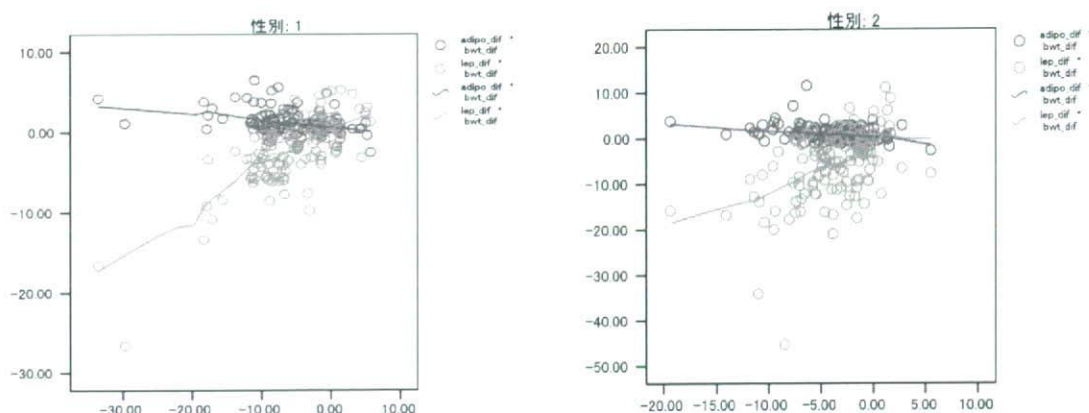 性別: 1
10.00
0.00
-10.00
-20.00
-30.00
-30.00 -20.00 -10.00 0.00 10.00
adipo_dif *
bwt_dif
lep_dif *
bwt_dif
adipo_dif *
bwt_dif
lep_dif *
bwt_dif
性別: 2
20.00
10.00
0.00
-10.00
-20.00
-30.00
-40.00
-50.00
-20.00 -15.00 -10.00 -5.00 0.00 5.00 10.00
adipo_dif *
bwt_dif
lep_dif *
bwt_dif
adipo_dif *
bwt_dif
lep_dif *
bwt_dif